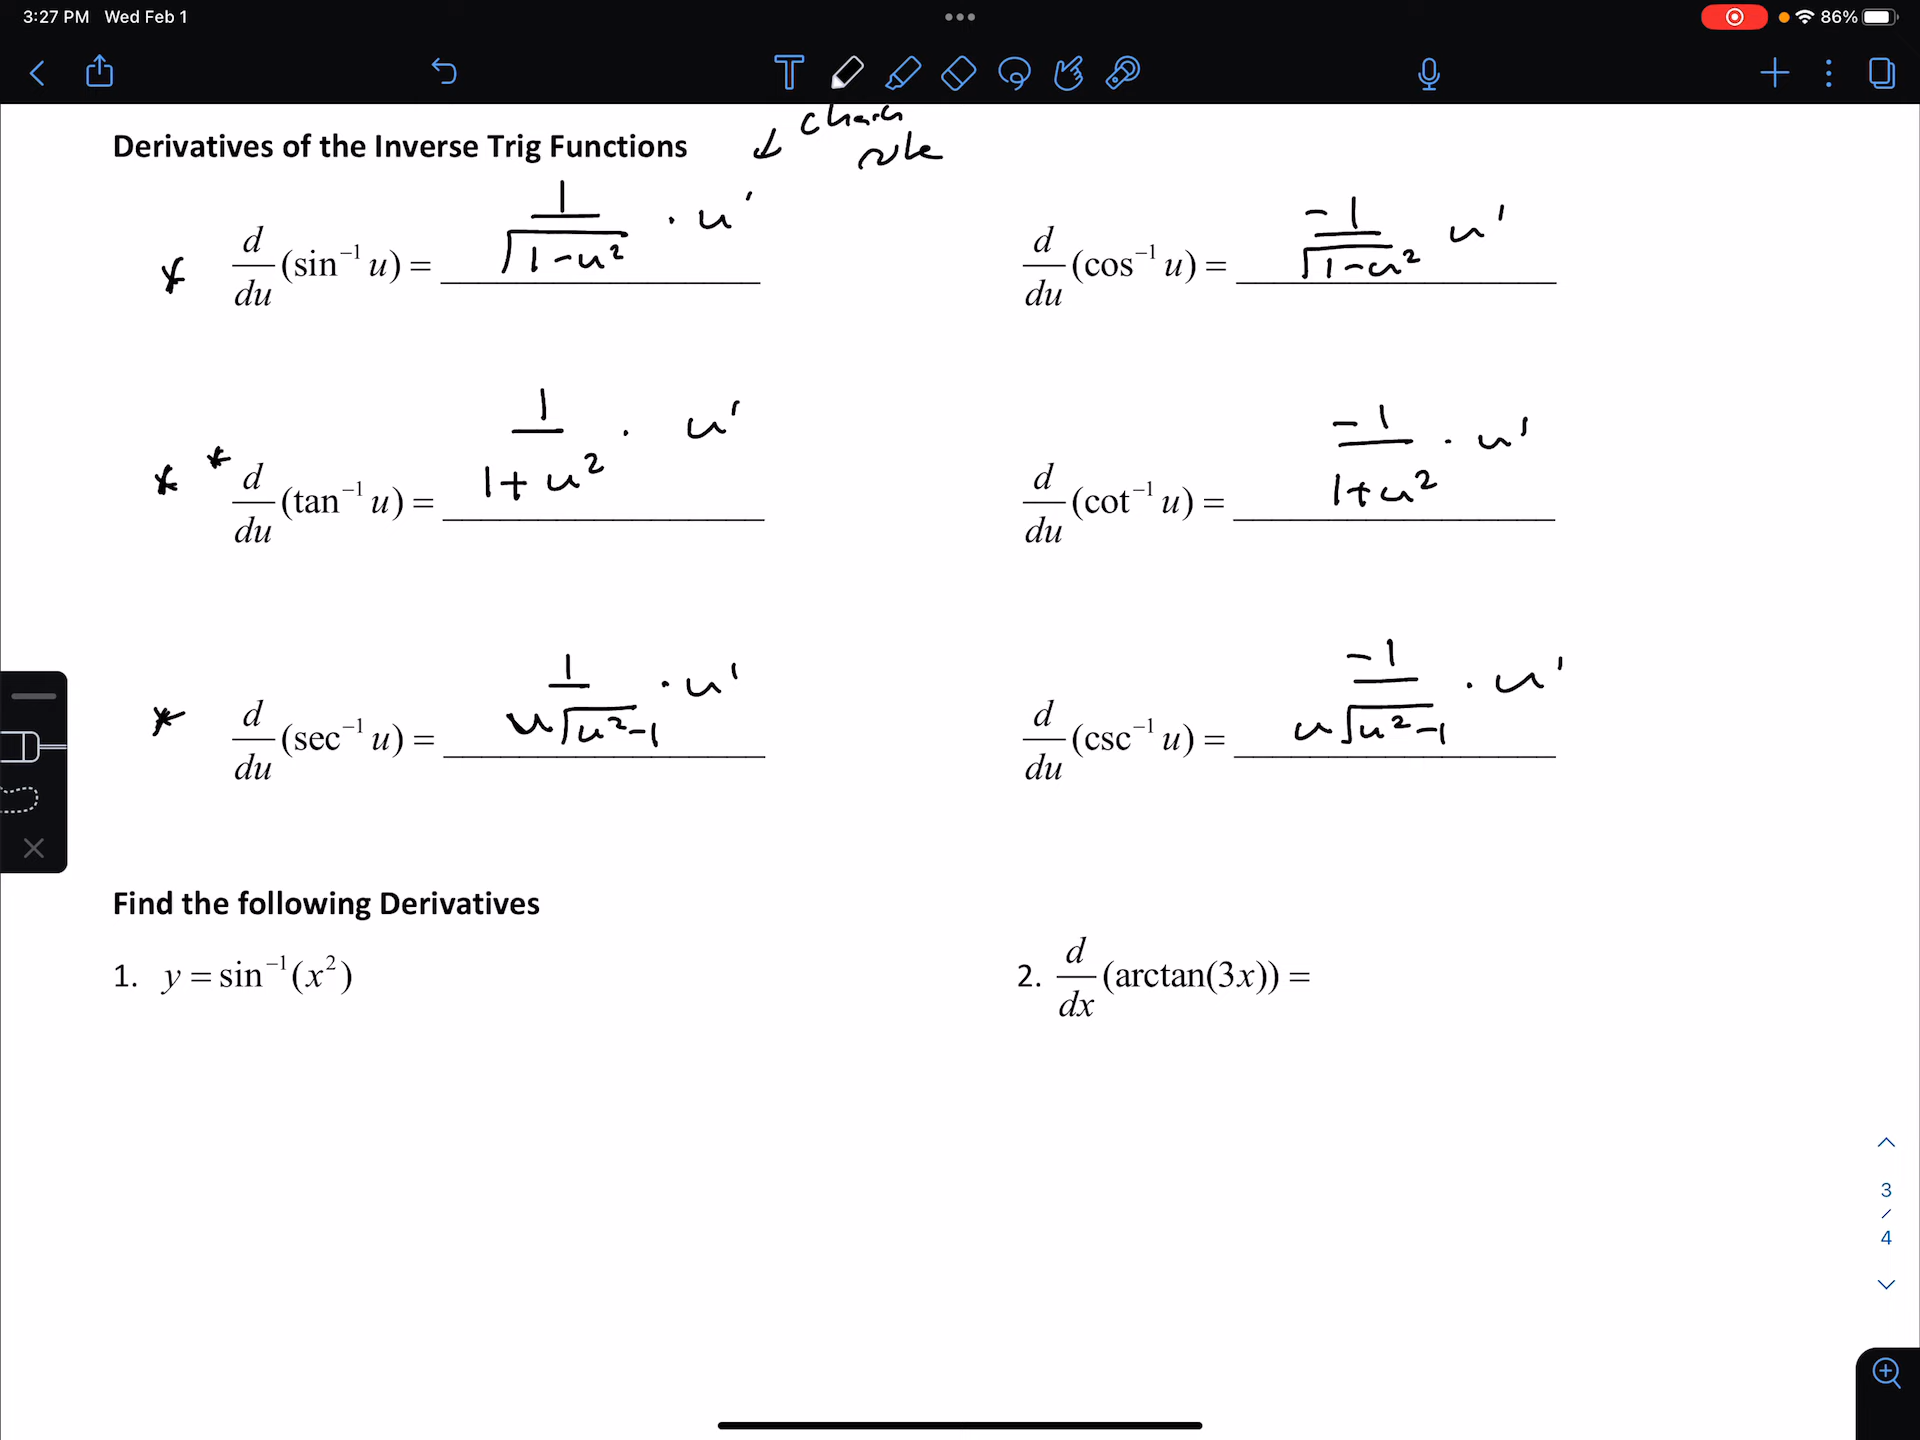 3:27 PM Wed Feb 1
86%
chain
rule
Derivatives of the Inverse Trig Functions
* d/du (sin⁻¹ u) = 1/√(1-u²) · u'
d/du (cos⁻¹ u) = -1/√(1-u²) u'
* * d/du (tan⁻¹ u) = 1/(1+u²) · u'
d/du (cot⁻¹ u) = -1/(1+u²) · u'
* d/du (sec⁻¹ u) = 1/(u√(u²-1)) · u'
d/du (csc⁻¹ u) = -1/(u√(u²-1)) · u'
Find the following Derivatives
1. y = sin⁻¹(x²)
2. d/dx (arctan(3x)) =
3
/
4